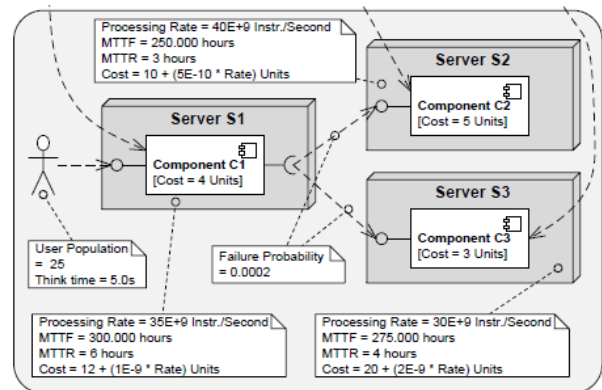 Processing Rate = 40E+9 Instr./Second
MTTF = 250.000 hours
MTTR = 3 hours
Cost = 10 + (5E-10 * Rate) Units
Server S2
Component C2
[Cost = 5 Units]
Server S1
Component C1
[Cost = 4 Units]
Server S3
Component C3
[Cost = 3 Units]
User Population
= 25
Think time = 5.0s
Failure Probability
= 0.0002
Processing Rate = 35E+9 Instr./Second
MTTF = 300.000 hours
MTTR = 6 hours
Cost = 12 + (1E-9 * Rate) Units
Processing Rate = 30E+9 Instr./Second
MTTF = 275.000 hours
MTTR = 4 hours
Cost = 20 + (2E-9 * Rate) Units